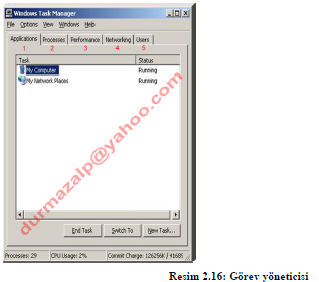 Windows Task Manager
File Options View Windows Help
Applications Processes Performance Networking Users
1 2 3 4 5
Task Status
My Computer Running
My Network Places Running
durmazalp@yahoo.com
End Task Switch To New Task...
Processes: 29 CPU Usage: 2% Commit Charge: 126256K / 4168
Resim 2.16: Görev yöneticisi